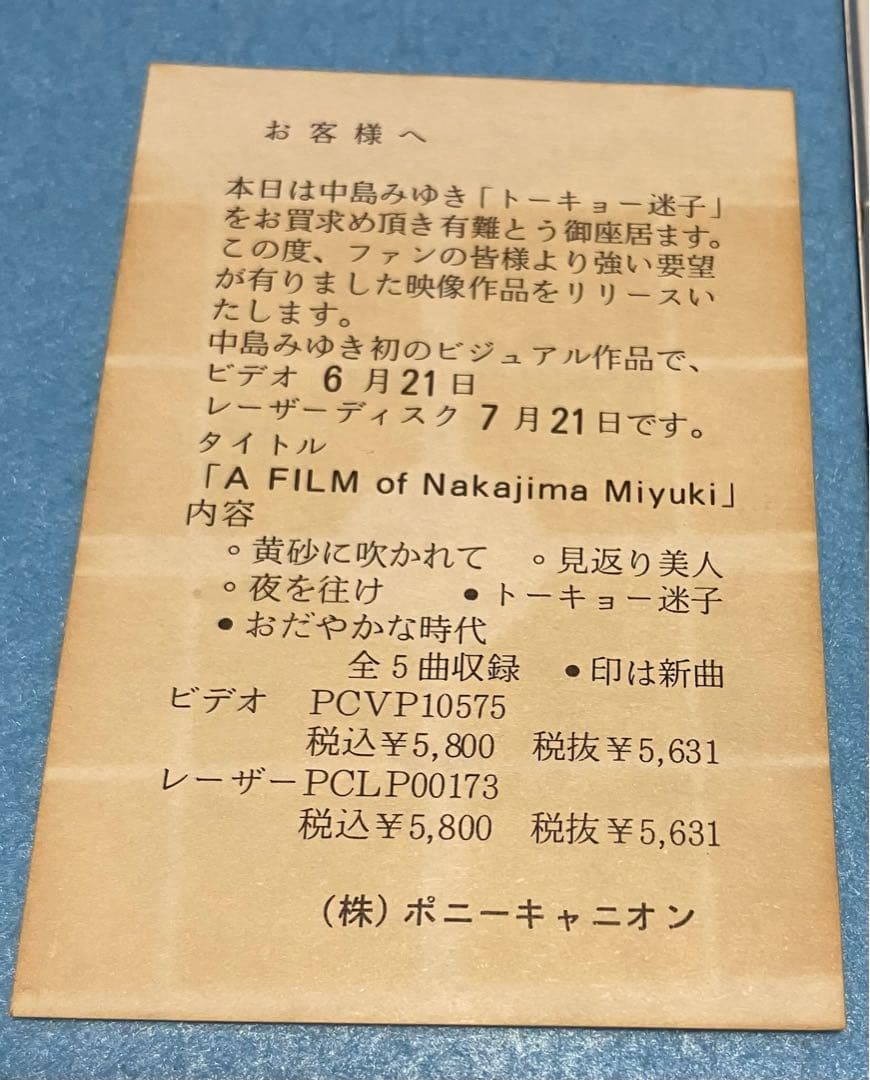 お客様へ
本日は中島みゆき「トーキョー迷子」
をお買求め頂き有難とう御座居ます。
この度、ファンの皆様より強い要望
が有りました映像作品をリリースい
たします。
中島みゆき初のビジュアル作品で、
ビデオ 6月21日
レーザーディスク 7月21日です。
タイトル
「A FILM of Nakajima Miyuki」
内容
○黄砂に吹かれて ○見返り美人
○夜を往け ●トーキョー迷子
●おだやかな時代
全5曲収録 ●印は新曲
ビデオ PCVP10575
税込¥5,800 税抜¥5,631
レーザーPCLP00173
税込¥5,800 税抜¥5,631
(株)ポニーキャニオン